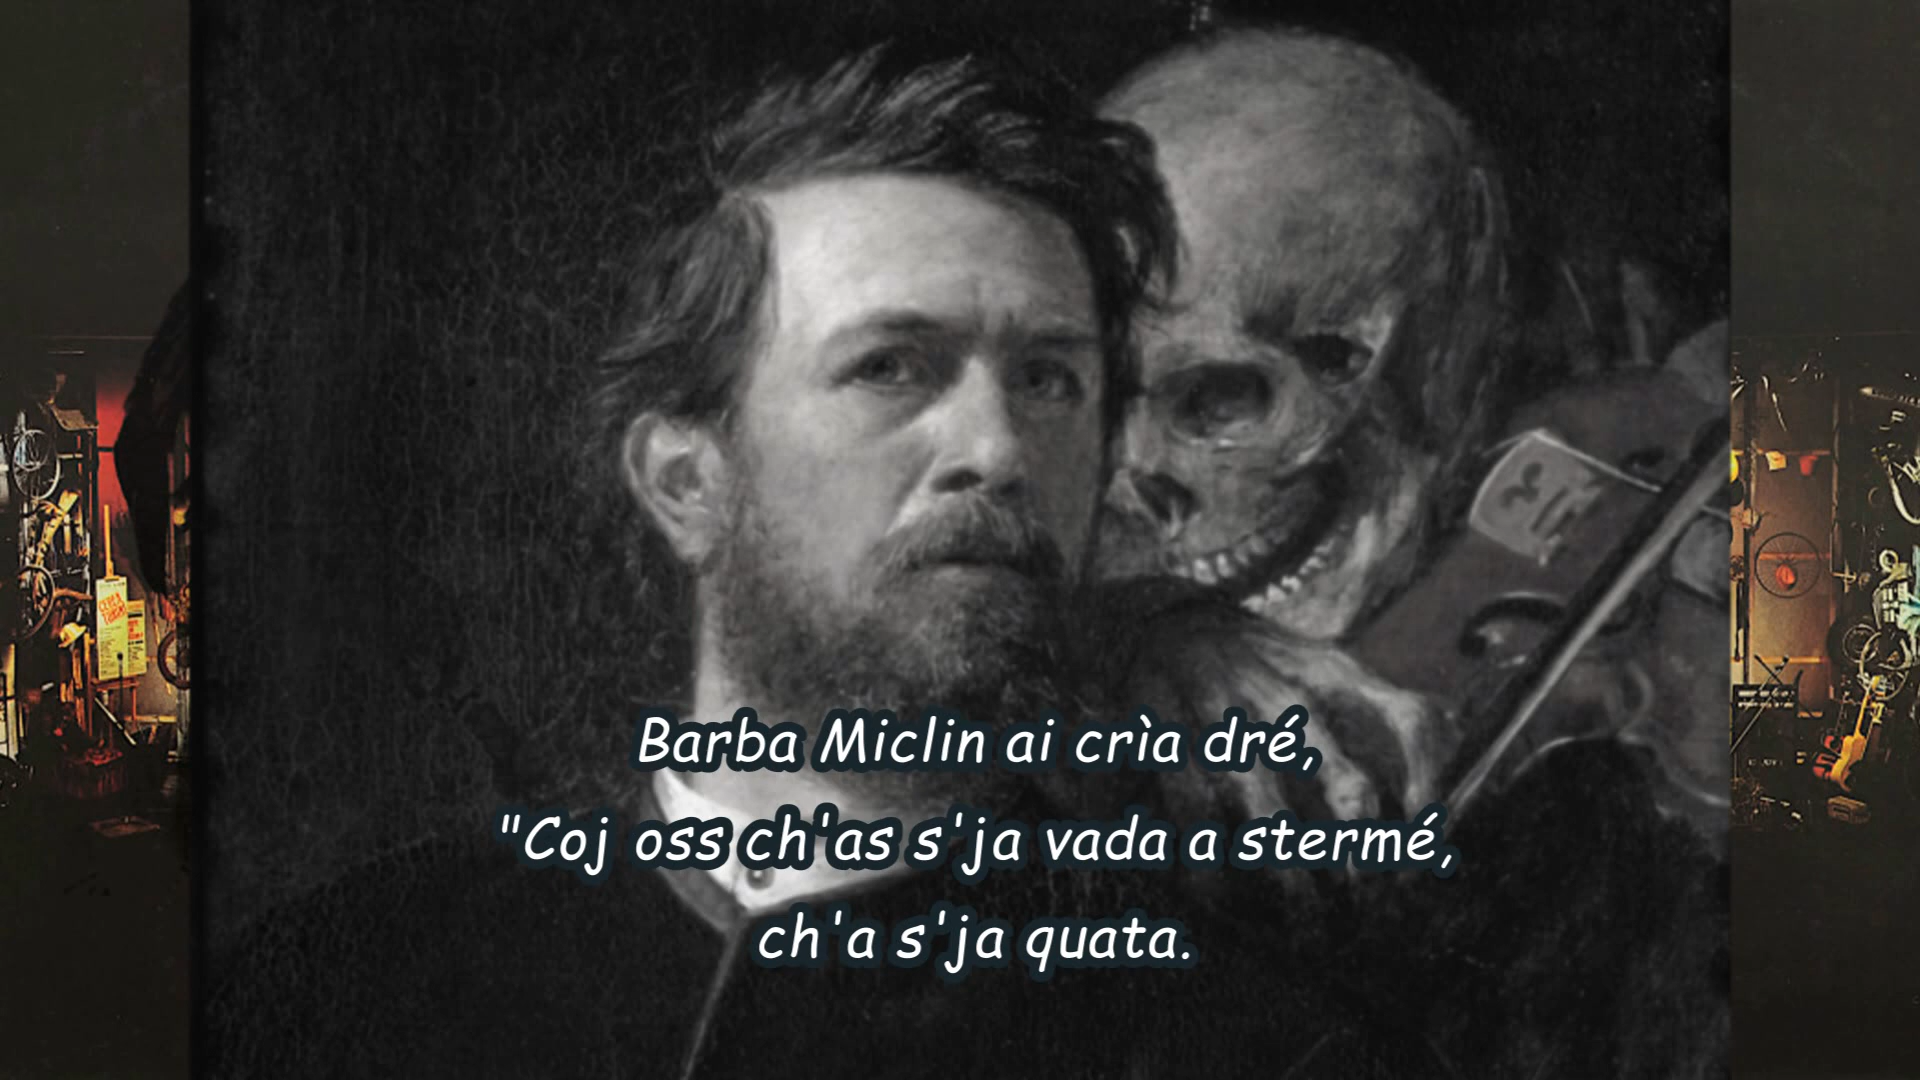 Barba Miclin ai crìa dré,
"Coj oss ch'as s'ja vada a stermé,
ch'a s'ja quata.